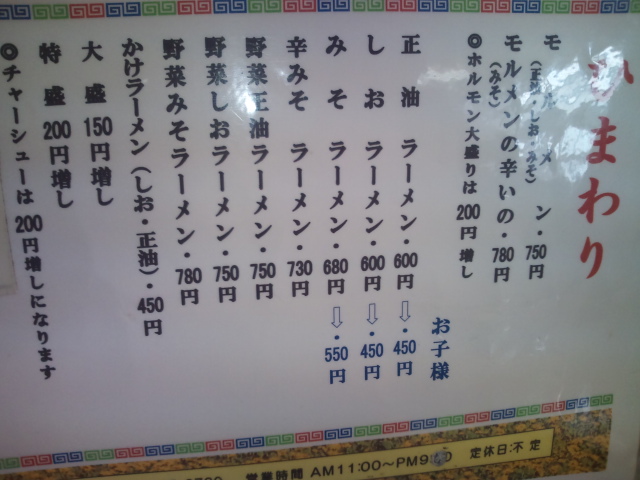 ひまわり
モルメン・750円
(正油・しお・みそ)
モルメンの辛いの・780円
(みそ)
◎ホルモン大盛りは200円増し
お子様
正油ラーメン・600円⇨・450円
しおラーメン・600円⇨・450円
みそラーメン・680円⇨・550円
辛みそラーメン・730円
野菜正油ラーメン・750円
野菜しおラーメン・750円
野菜みそラーメン・780円
かけラーメン(しお・正油)・450円
大盛150円増し
特盛200円増し
◎チャーシューは200円増しになります
営業時間 AM11:00〜PM9 定休日:不定